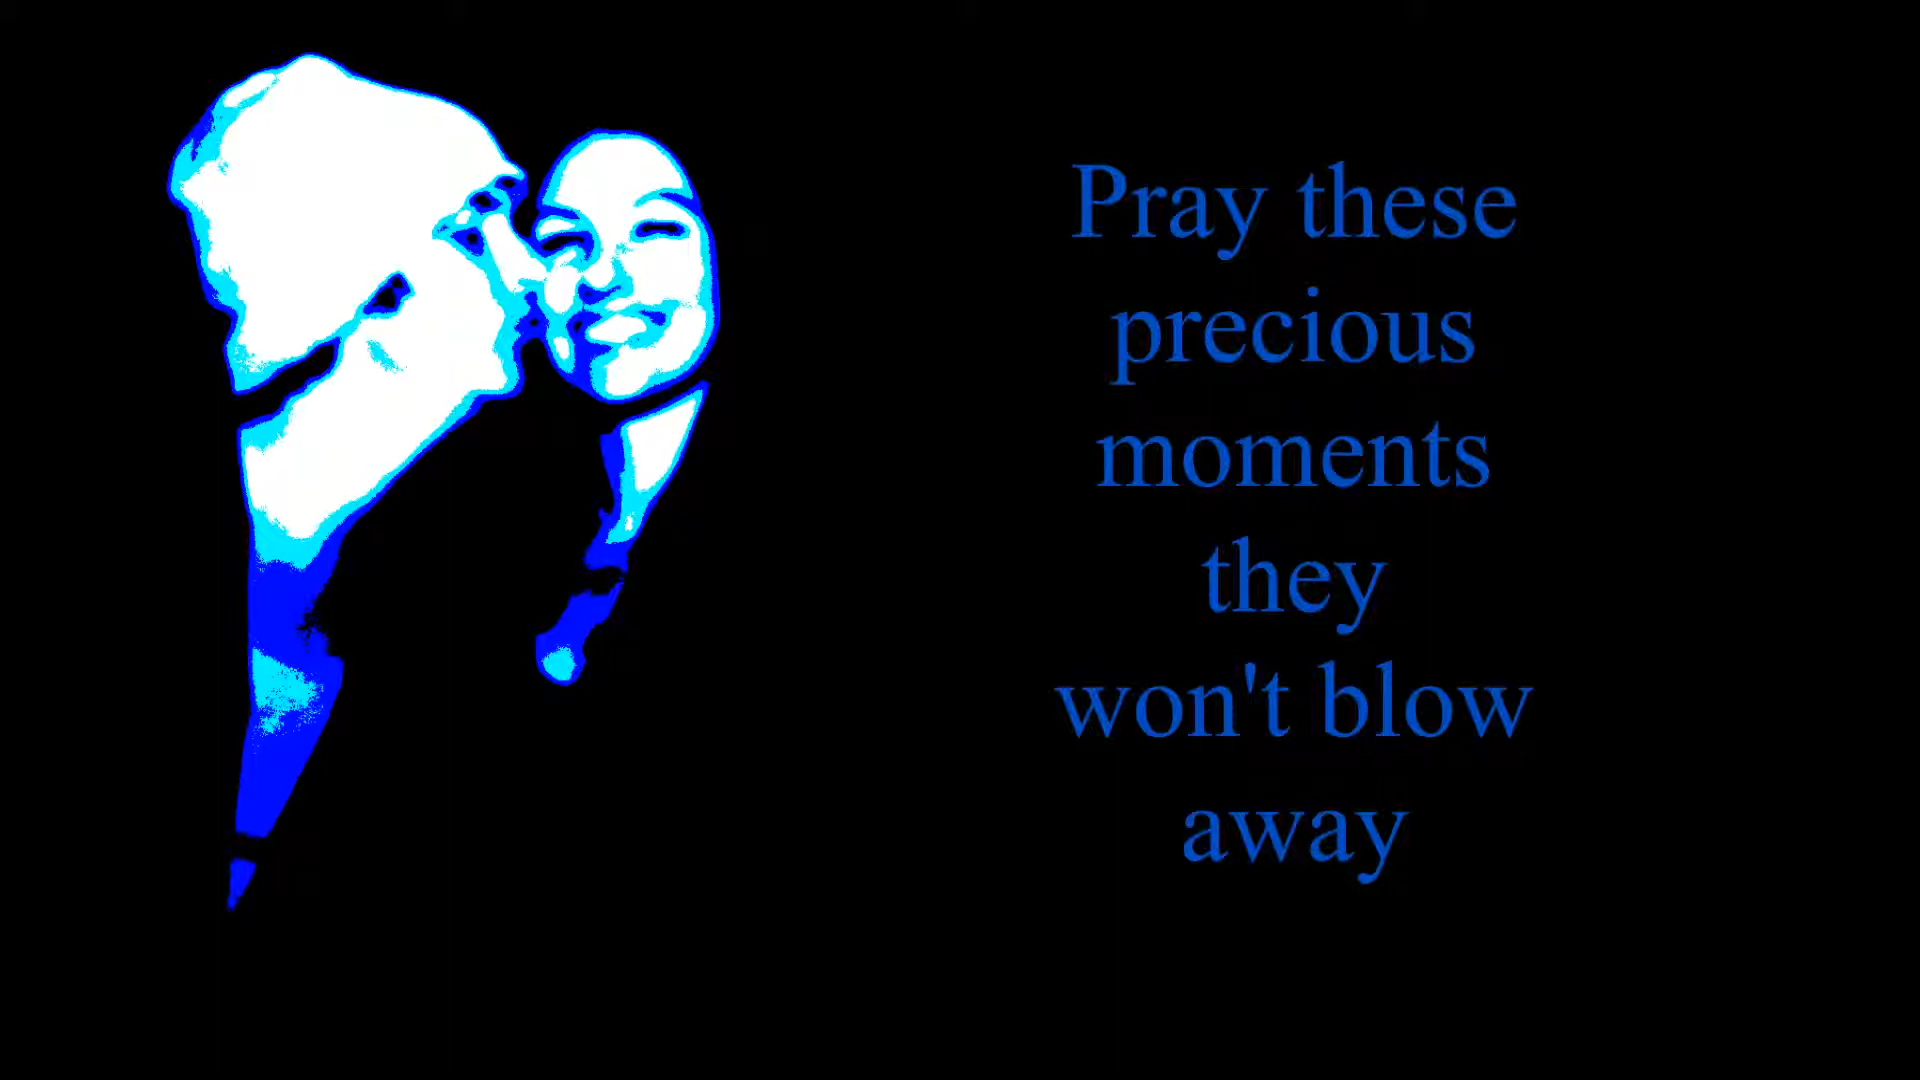 Pray these
precious
moments
they
won't blow
away